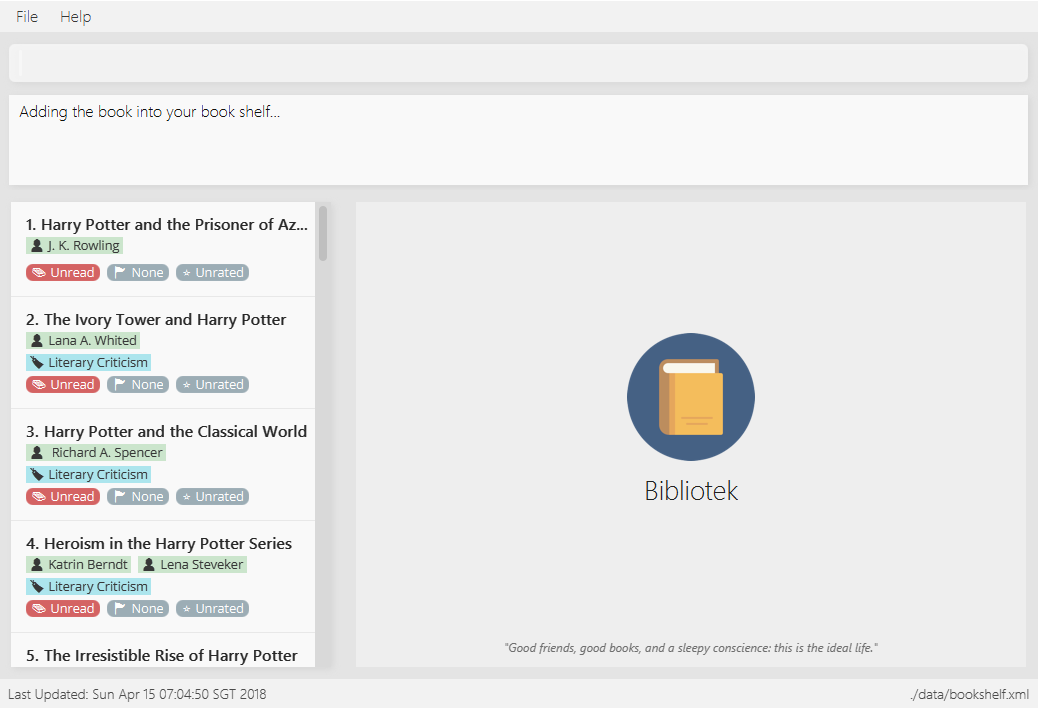 File Help
Adding the book into your book shelf...
1. Harry Potter and the Prisoner of Az...
J. K. Rowling
Unread None Unrated
2. The Ivory Tower and Harry Potter
Lana A. Whited
Literary Criticism
Unread None Unrated
3. Harry Potter and the Classical World
Richard A. Spencer
Literary Criticism
Unread None Unrated
4. Heroism in the Harry Potter Series
Katrin Berndt Lena Steveker
Literary Criticism
Unread None Unrated
5. The Irresistible Rise of Harry Potter
Bibliotek
"Good friends, good books, and a sleepy conscience: this is the ideal life."
Last Updated: Sun Apr 15 07:04:50 SGT 2018
./data/bookshelf.xml